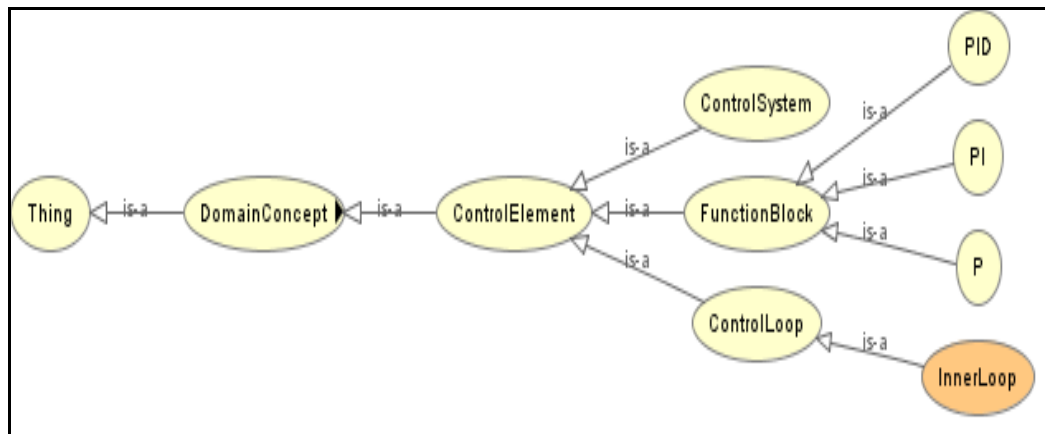 PID
ControlSystem
is-a
is-a
PI
is-a
Thing
is-a
DomainConcept
is-a
ControlElement
is-a
FunctionBlock
is-a
P
is-a
ControlLoop
is-a
InnerLoop